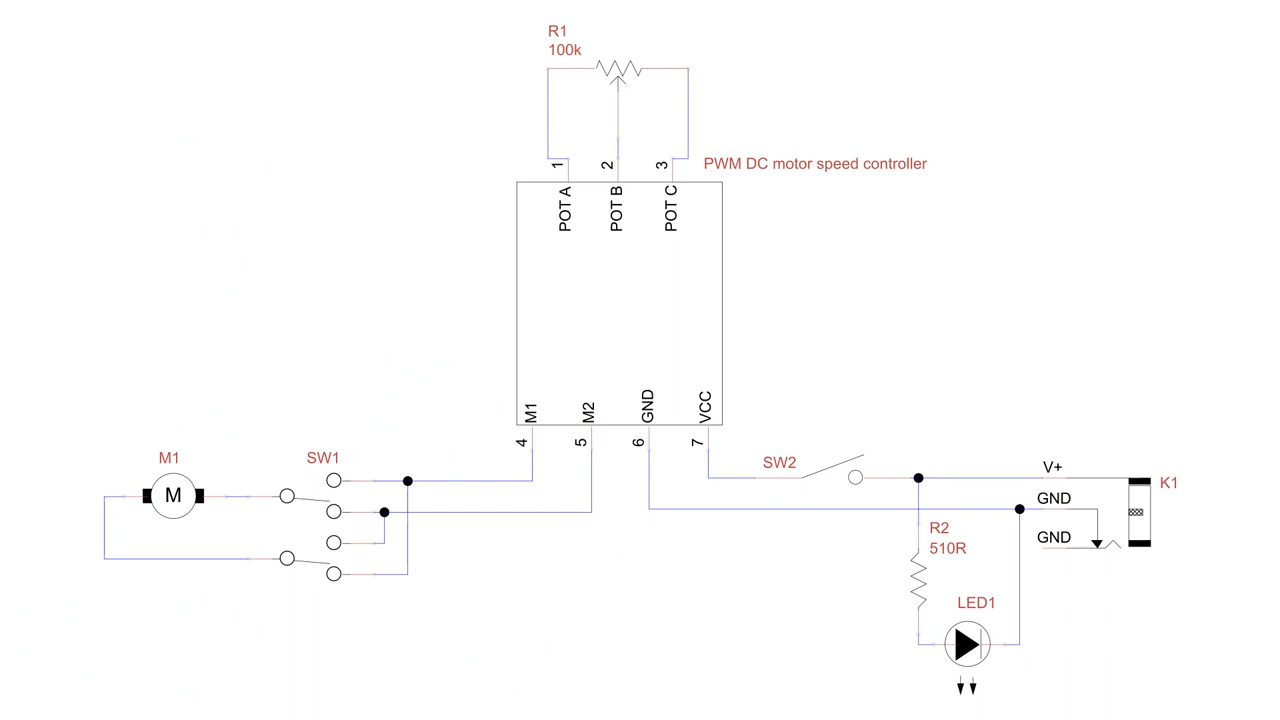 R1
100k
PWM DC motor speed controller
1
2
3
POT A
POT B
POT C
M1
M2
GND
VCC
4
5
6
7
M1
M
SW1
SW2
V+
GND
GND
K1
R2
510R
LED1